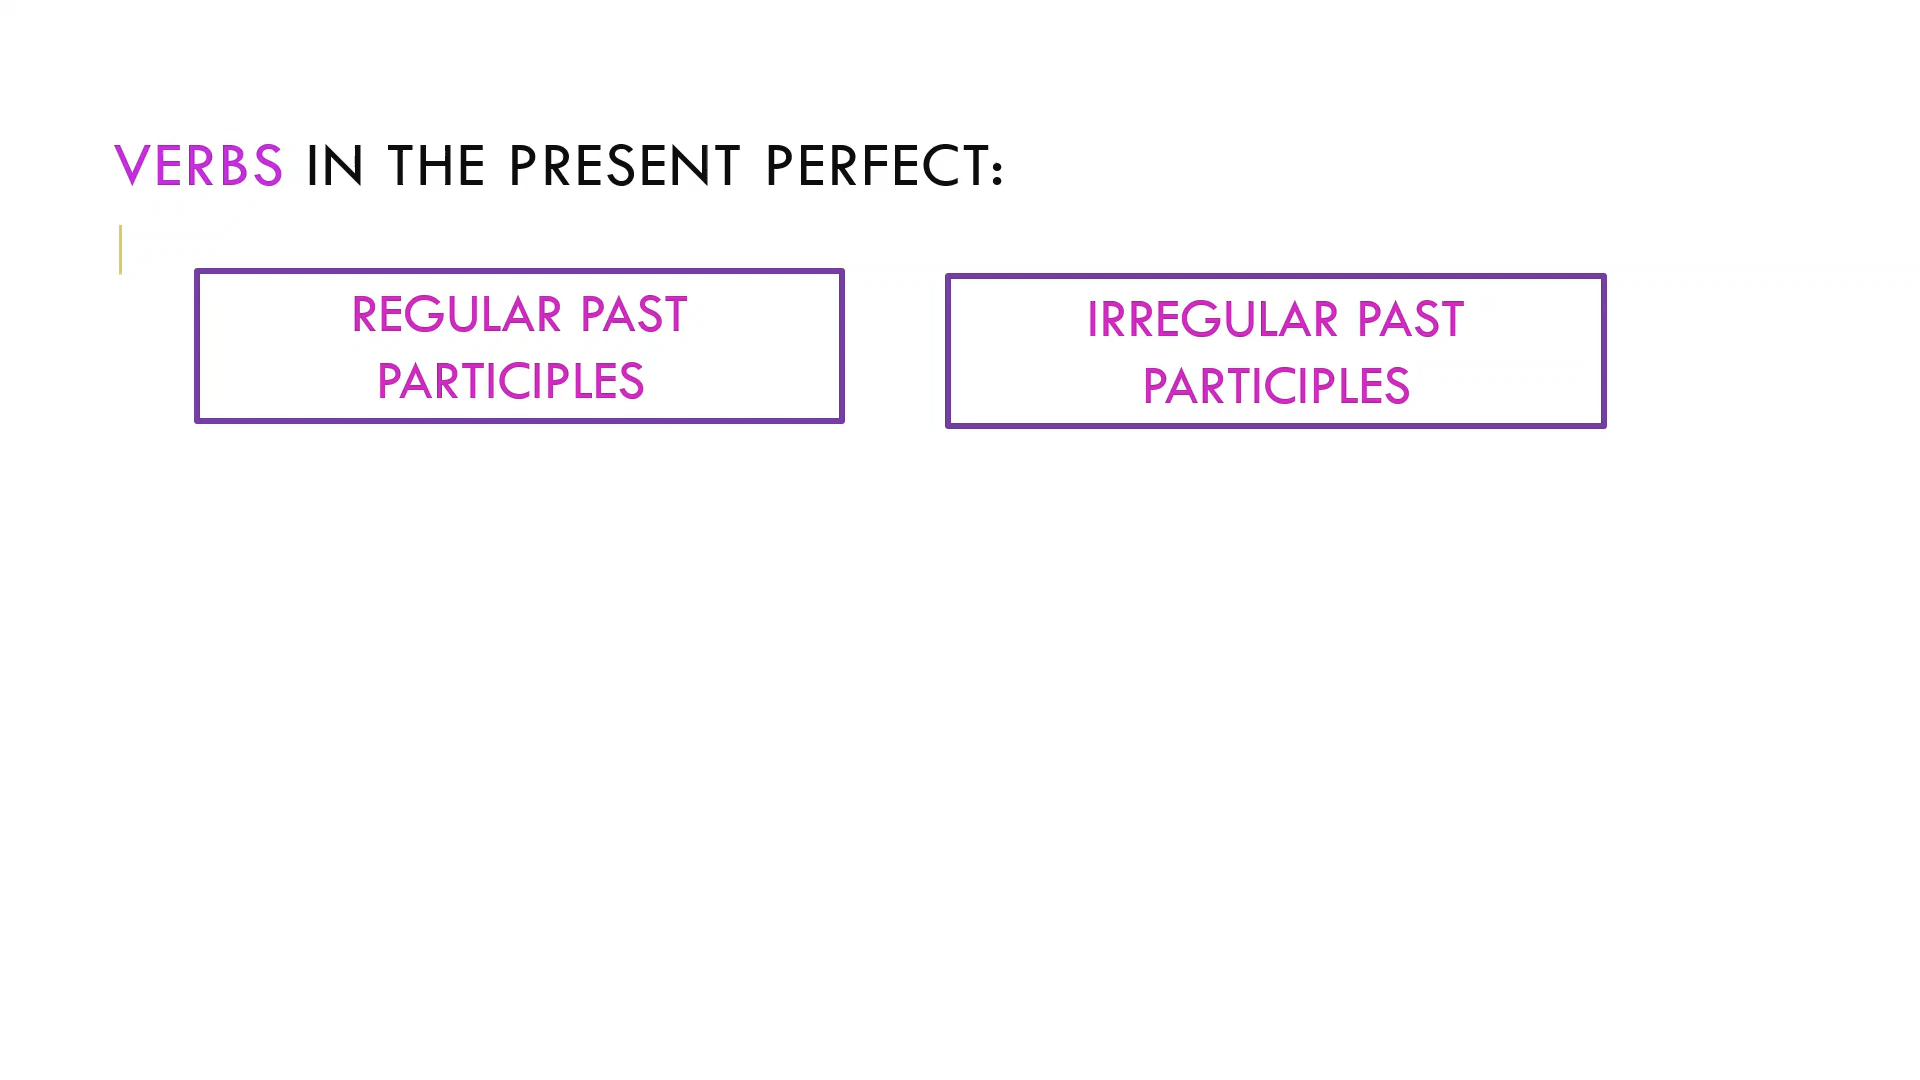 VERBS IN THE PRESENT PERFECT:
REGULAR PAST
PARTICIPLES
IRREGULAR PAST
PARTICIPLES